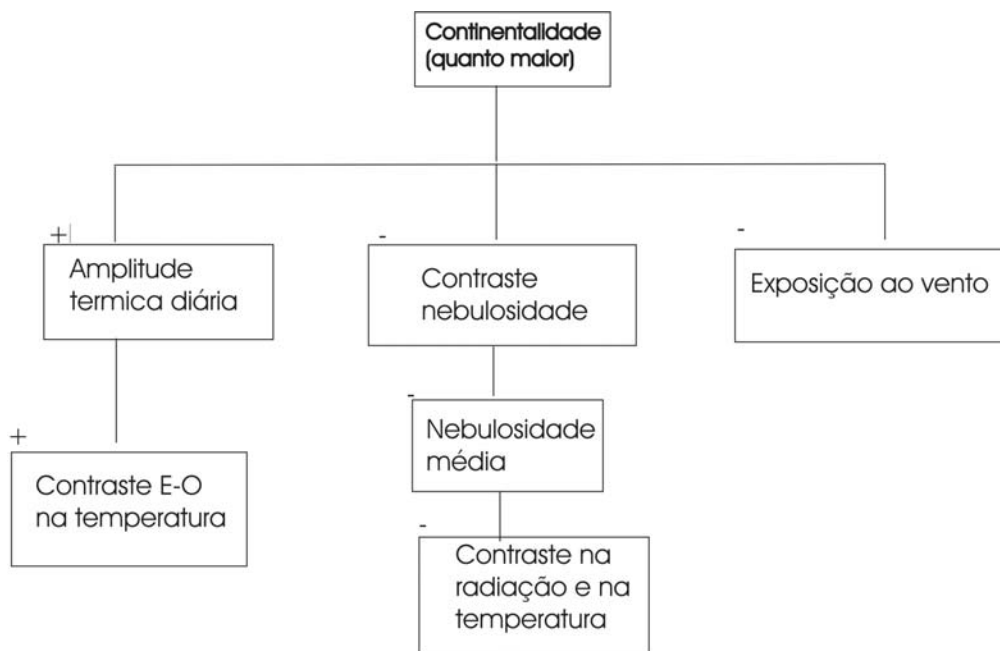 Continentalidade
(quanto maior)
+
Amplitude
termica diária
-
Contraste
nebulosidade
-
Exposição ao vento
+
Contraste E-O
na temperatura
-
Nebulosidade
média
-
Contraste na
radiação e na
temperatura